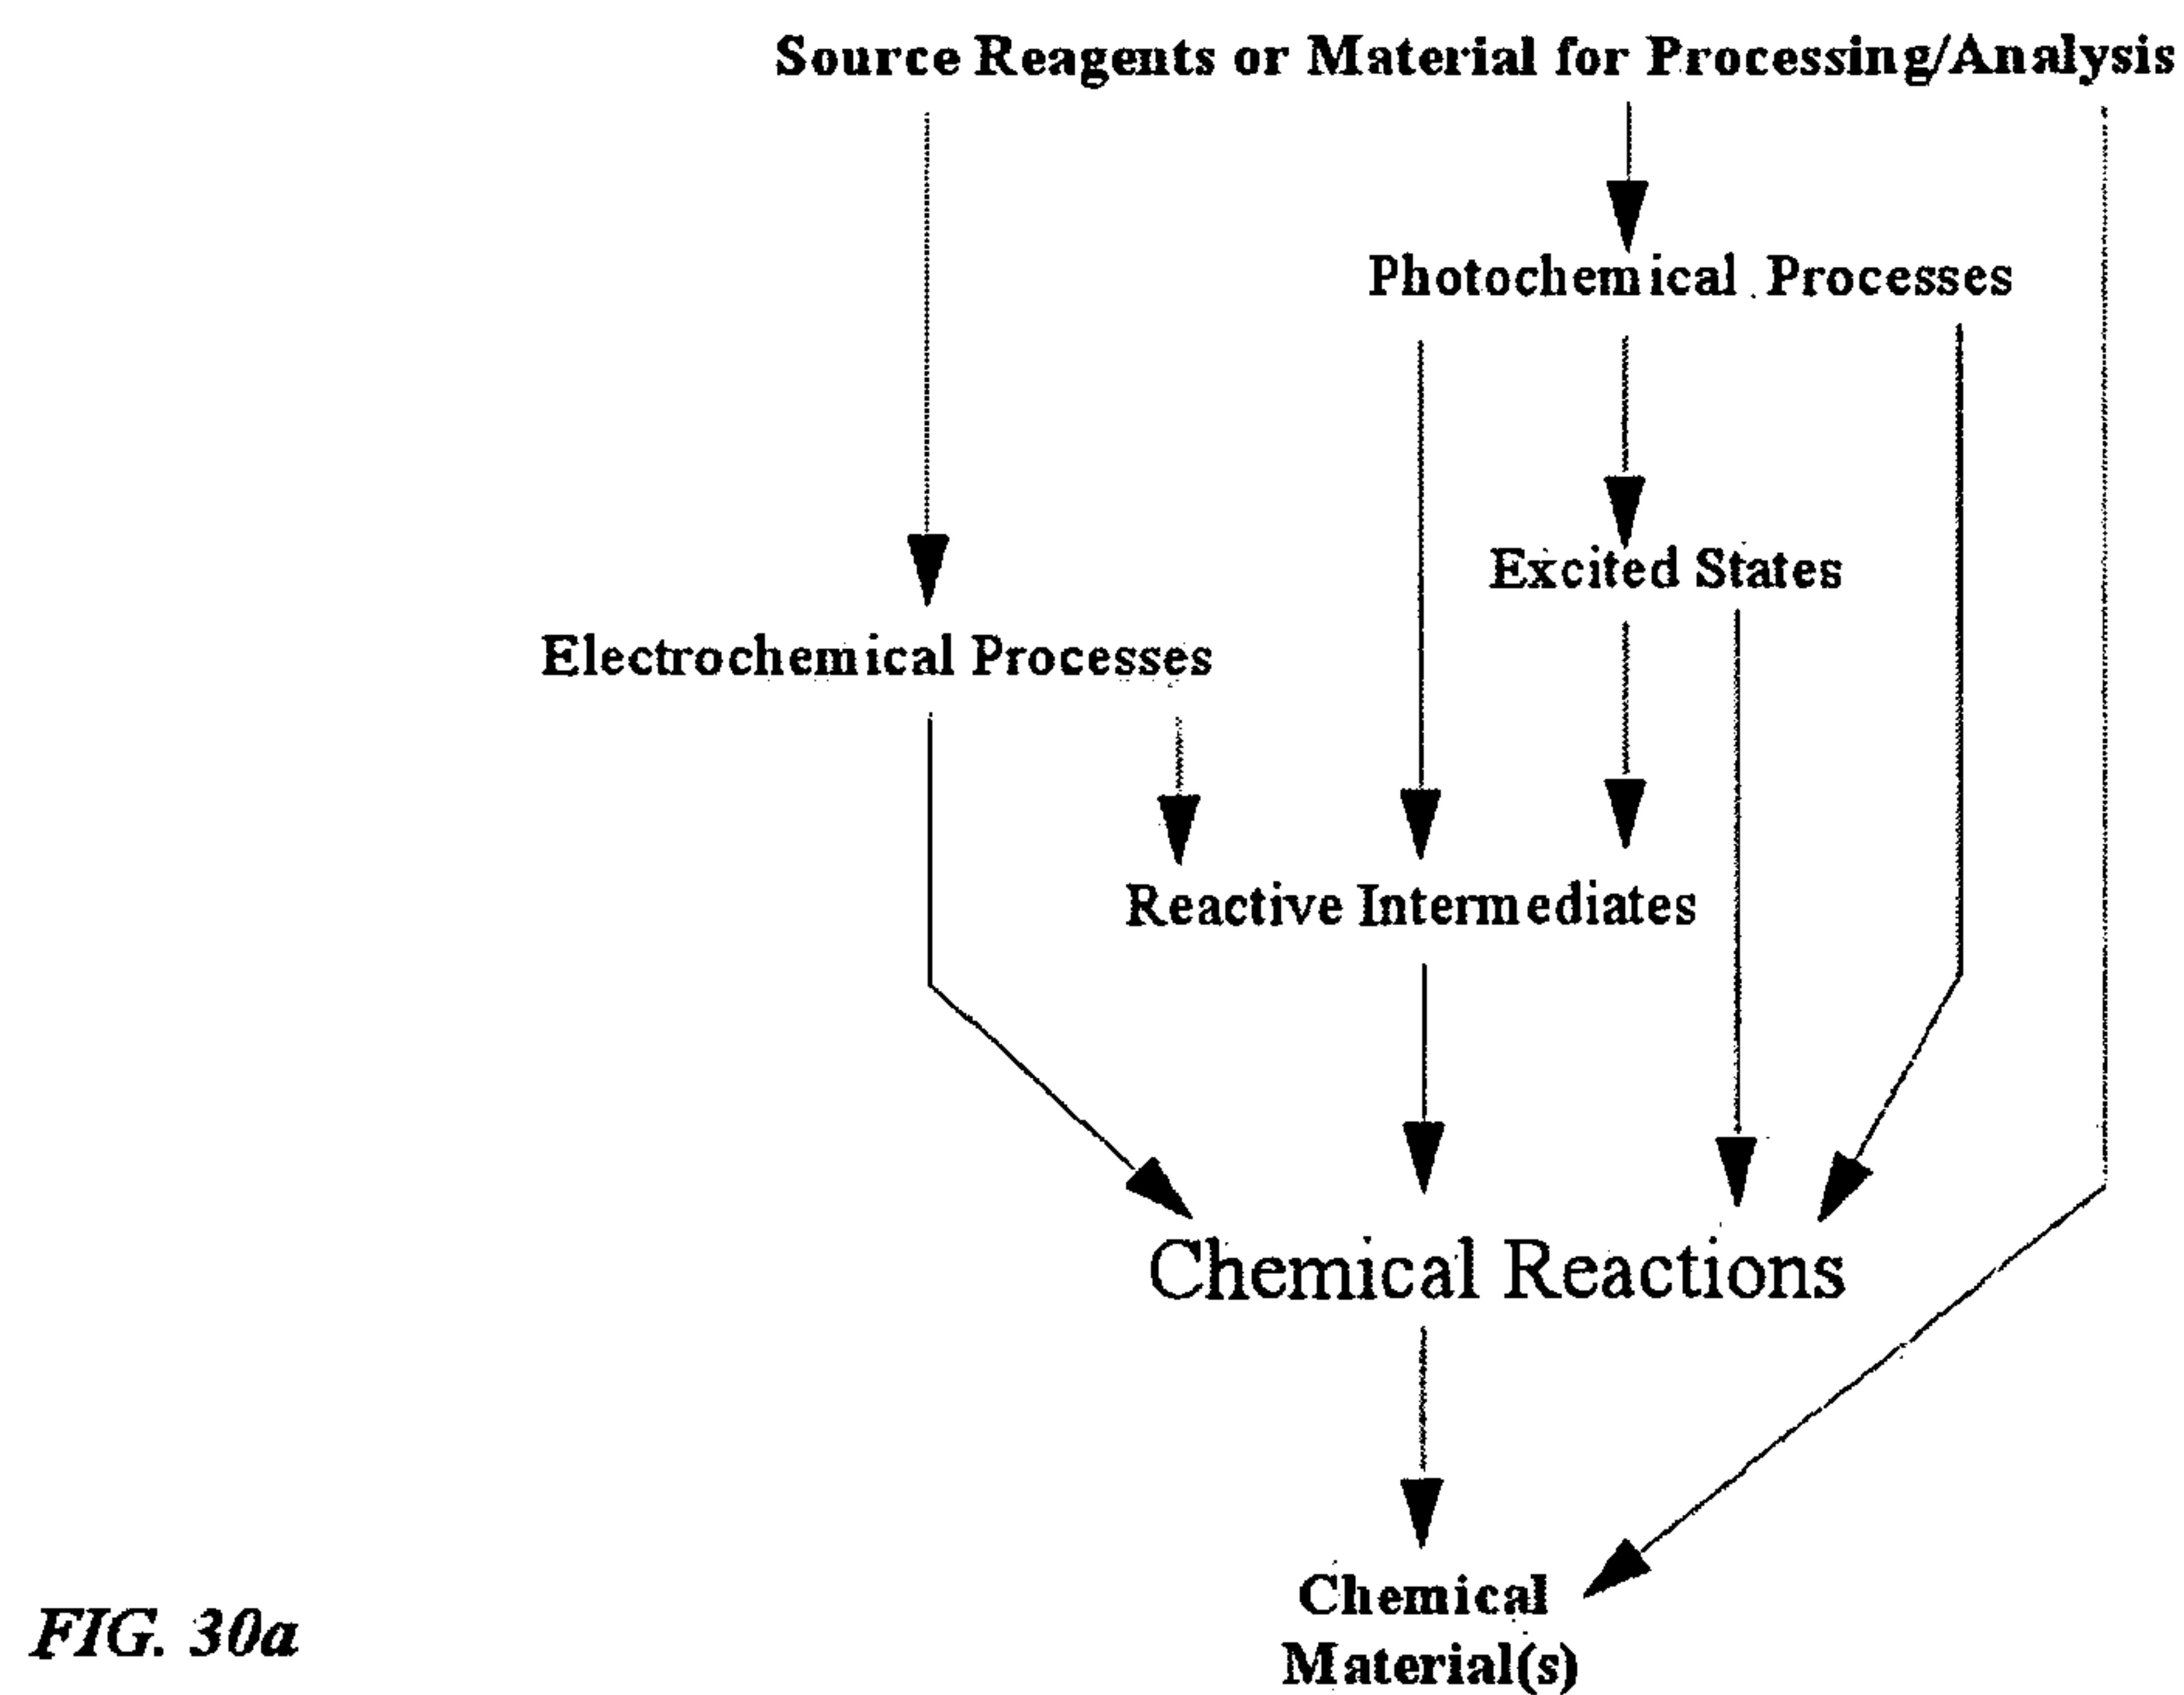 Source Reagents or Material for Processing/Analysis
Photochemical Processes
Excited States
Electrochemical Processes
Reactive Intermediates
Chemical Reactions
Chemical
Material(s)
FIG. 30a